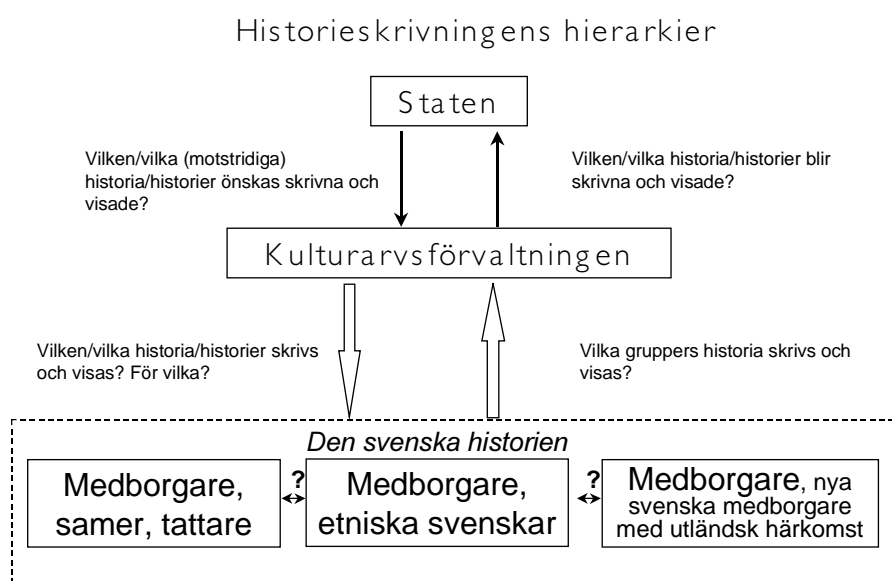 Historieskrivningens hierarkier
Staten
Vilken/vilka (motstridiga)
historia/historier önskas skrivna och
visade?
Vilken/vilka historia/historier blir
skrivna och visade?
Kulturarvsförvaltningen
Vilken/vilka historia/historier skrivs
och visas? För vilka?
Vilka gruppers historia skrivs och
visas?
Den svenska historien
Medborgare,
samer, tattare
?
Medborgare,
etniska svenskar
?
Medborgare, nya
svenska medborgare
med utländsk härkomst